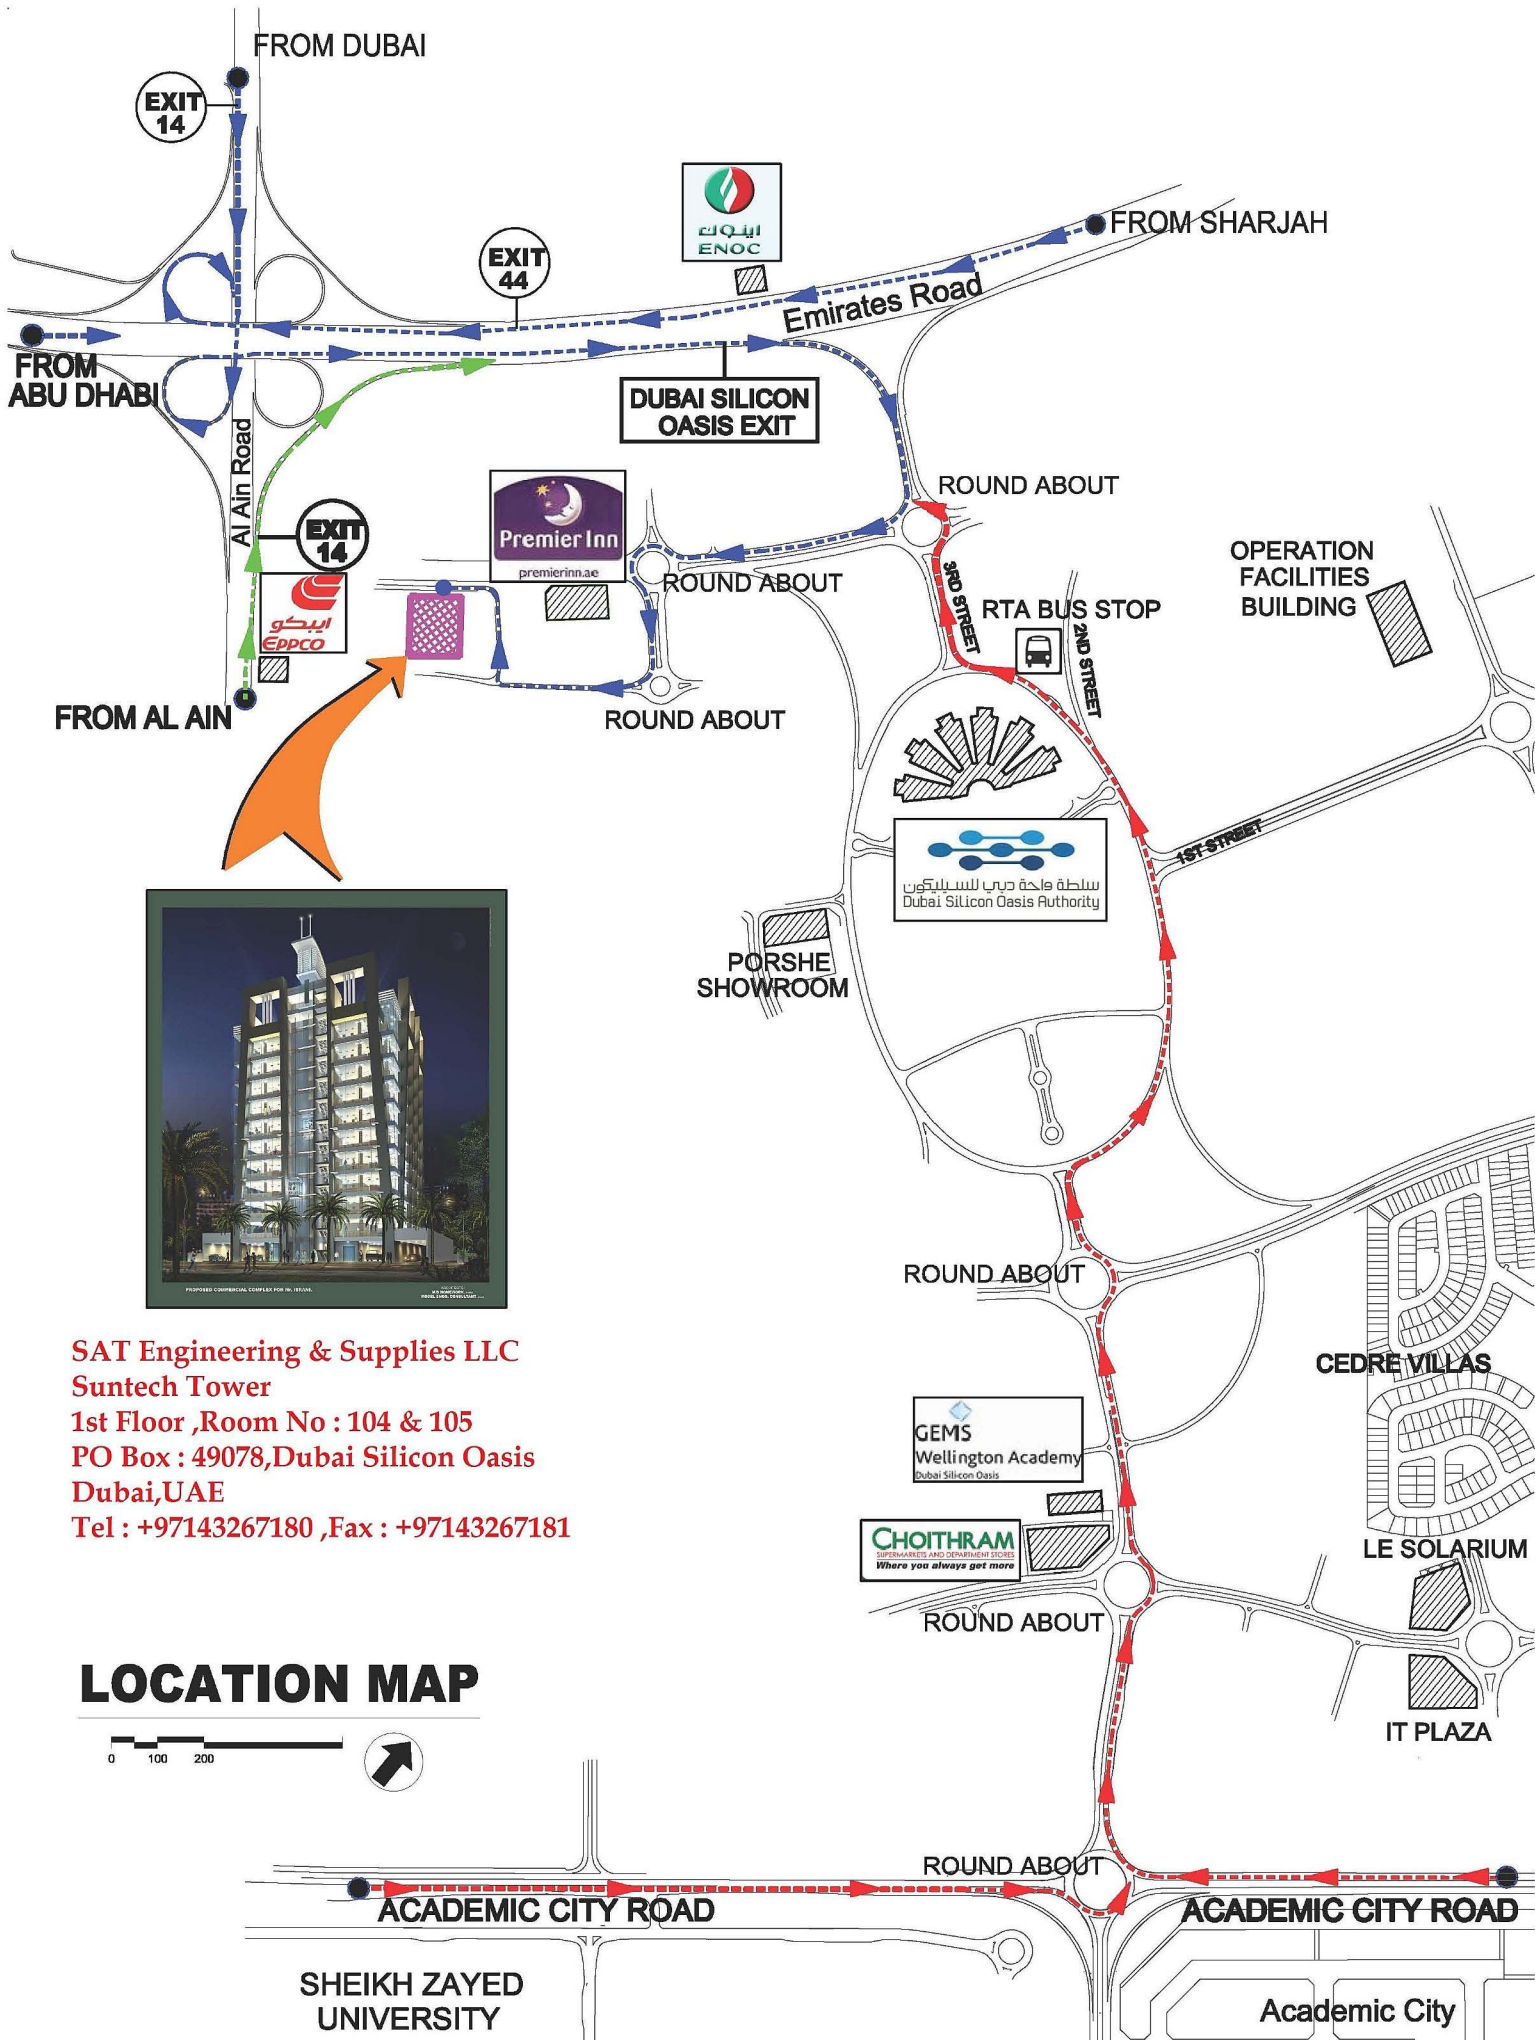 FROM DUBAI
EXIT
14
اينوك
ENOC
FROM SHARJAH
EXIT
44
Emirates Road
FROM
ABU DHABI
DUBAI SILICON
OASIS EXIT
Al Ain Road
EXIT
14
Premier Inn
premierinn.ae
ROUND ABOUT
ROUND ABOUT
OPERATION
FACILITIES
BUILDING
ايبكو
EPPCO
3RD STREET
RTA BUS STOP
2ND STREET
FROM AL AIN
ROUND ABOUT
1ST STREET
سلطة واحة دبي للسيليكون
Dubai Silicon Oasis Authority
PORSHE
SHOWROOM
PROPOSED COMMERCIAL COMPLEX FOR Mr. ISRANI.
ROUND ABOUT
SAT Engineering & Supplies LLC
Suntech Tower
1st Floor ,Room No : 104 & 105
PO Box : 49078,Dubai Silicon Oasis
Dubai,UAE
Tel : +97143267180 ,Fax : +97143267181
CEDRE VILLAS
GEMS
Wellington Academy
Dubai Silicon Oasis
CHOITHRAM
SUPERMARKETS AND DEPARTMENT STORES
Where you always get more
LE SOLARIUM
ROUND ABOUT
IT PLAZA
LOCATION MAP
0 100 200
ROUND ABOUT
ACADEMIC CITY ROAD
ACADEMIC CITY ROAD
SHEIKH ZAYED
UNIVERSITY
Academic City